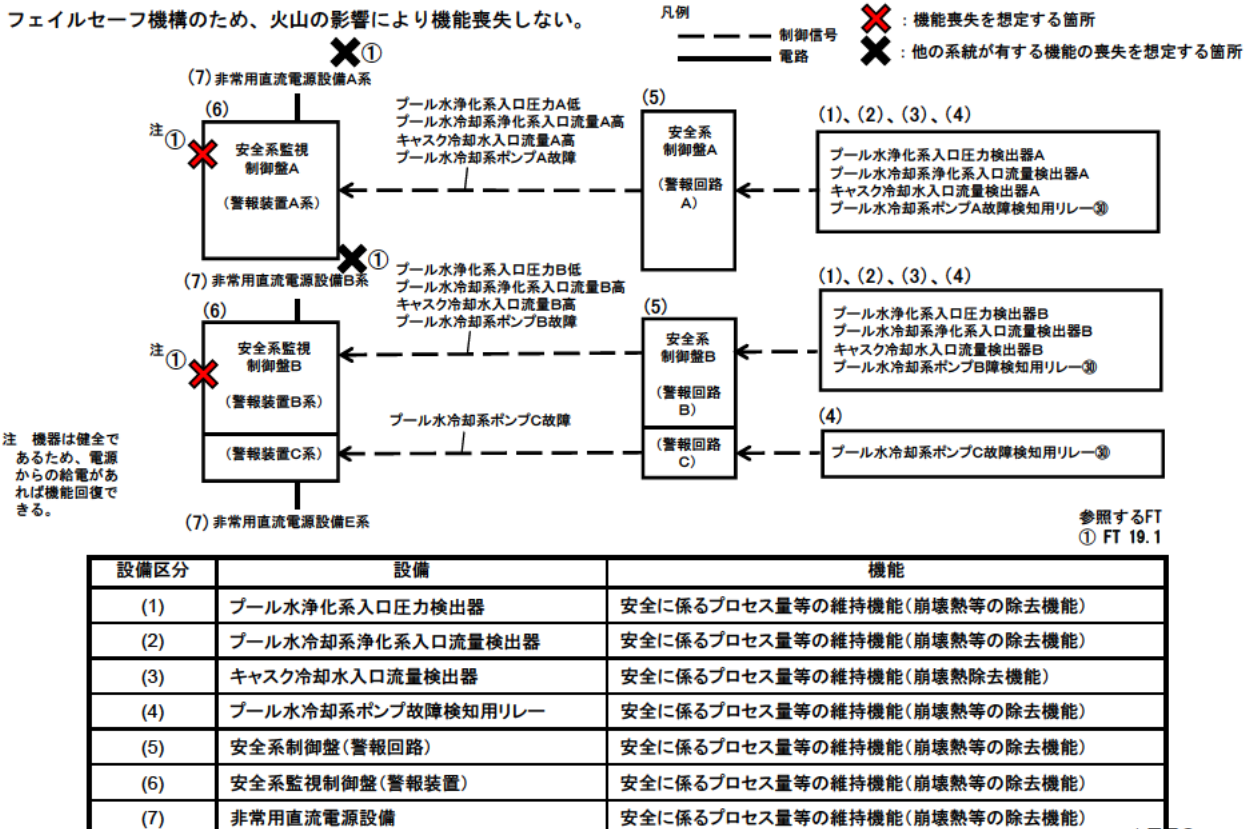 フェイルセーフ機構のため、火山の影響により機能喪失しない。
凡例
制御信号
電路
：機能喪失を想定する箇所
：他の系統が有する機能の喪失を想定する箇所
①
(7)非常用直流電源設備A系
(6)
注①
安全系監視
制御盤A
(警報装置A系)
プール水浄化系入口圧力A低
プール水冷却系浄化系入口流量A高
キャスク冷却水入口流量A高
プール水冷却系ポンプA故障
(5)
安全系
制御盤A
(警報回路
A)
(1)、(2)、(3)、(4)
プール水浄化系入口圧力検出器A
プール水冷却系浄化系入口流量検出器A
キャスク冷却水入口流量検出器A
プール水冷却系ポンプA故障検知用リレー㉚
①
(7)非常用直流電源設備B系
(6)
注①
安全系監視
制御盤B
(警報装置B系)
(警報装置C系)
プール水浄化系入口圧力B低
プール水冷却系浄化系入口流量B高
キャスク冷却水入口流量B高
プール水冷却系ポンプB故障
プール水冷却系ポンプC故障
(5)
安全系
制御盤B
(警報回路
B)
(警報回路
C)
(1)、(2)、(3)、(4)
プール水浄化系入口圧力検出器B
プール水冷却系浄化系入口流量検出器B
キャスク冷却水入口流量検出器B
プール水冷却系ポンプB障検知用リレー㉚
(4)
プール水冷却系ポンプC故障検知用リレー㉚
注 機器は健全で
あるため、電源
からの給電があ
れば機能回復で
きる。
(7)非常用直流電源設備E系
参照するFT
① FT 19.1
設備区分 設備 機能
(1) プール水浄化系入口圧力検出器 安全に係るプロセス量等の維持機能(崩壊熱等の除去機能)
(2) プール水冷却系浄化系入口流量検出器 安全に係るプロセス量等の維持機能(崩壊熱等の除去機能)
(3) キャスク冷却水入口流量検出器 安全に係るプロセス量等の維持機能(崩壊熱除去機能)
(4) プール水冷却系ポンプ故障検知用リレー 安全に係るプロセス量等の維持機能(崩壊熱等の除去機能)
(5) 安全系制御盤(警報回路) 安全に係るプロセス量等の維持機能(崩壊熱等の除去機能)
(6) 安全系監視制御盤(警報装置) 安全に係るプロセス量等の維持機能(崩壊熱等の除去機能)
(7) 非常用直流電源設備 安全に係るプロセス量等の維持機能(崩壊熱等の除去機能)